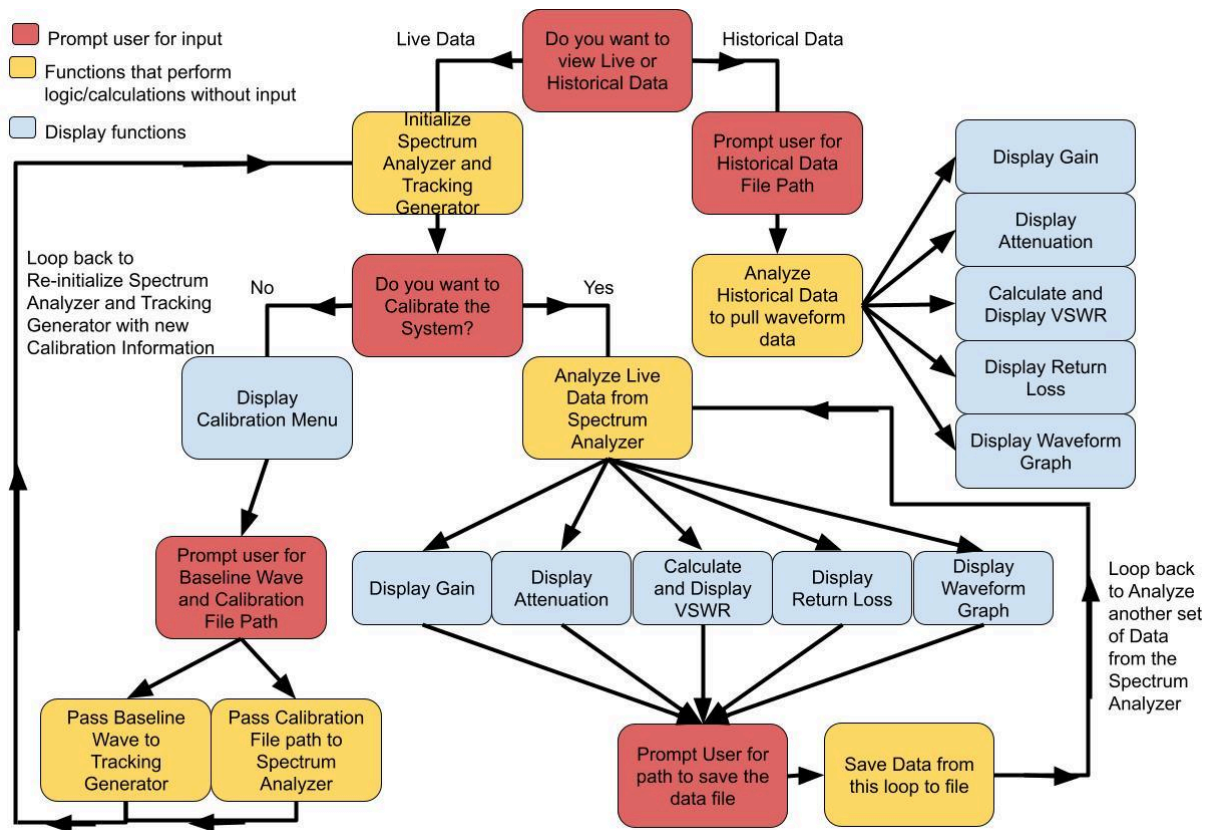 Prompt user for input
Functions that perform
logic/calculations without input
Display functions
Live Data
Do you want to
view Live or
Historical Data
Historical Data
Initialize
Spectrum
Analyzer and
Tracking
Generator
Prompt user for
Historical Data
File Path
Display Gain
Display
Attenuation
Calculate and
Display VSWR
Display Return
Loss
Display Waveform
Graph
Loop back to
Re-initialize Spectrum
Analyzer and Tracking
Generator with new
Calibration Information
No
Do you want to
Calibrate the
System?
Yes
Analyze
Historical Data
to pull waveform
data
Display
Calibration Menu
Analyze Live
Data from
Spectrum
Analyzer
Prompt user for
Baseline Wave
and Calibration
File Path
Display Gain
Display
Attenuation
Calculate
and Display
VSWR
Display
Return Loss
Display
Waveform
Graph
Loop back
to Analyze
another set
of Data
from the
Spectrum
Analyzer
Pass Baseline
Wave to
Tracking
Generator
Pass Calibration
File path to
Spectrum
Analyzer
Prompt User for
path to save the
data file
Save Data from
this loop to file